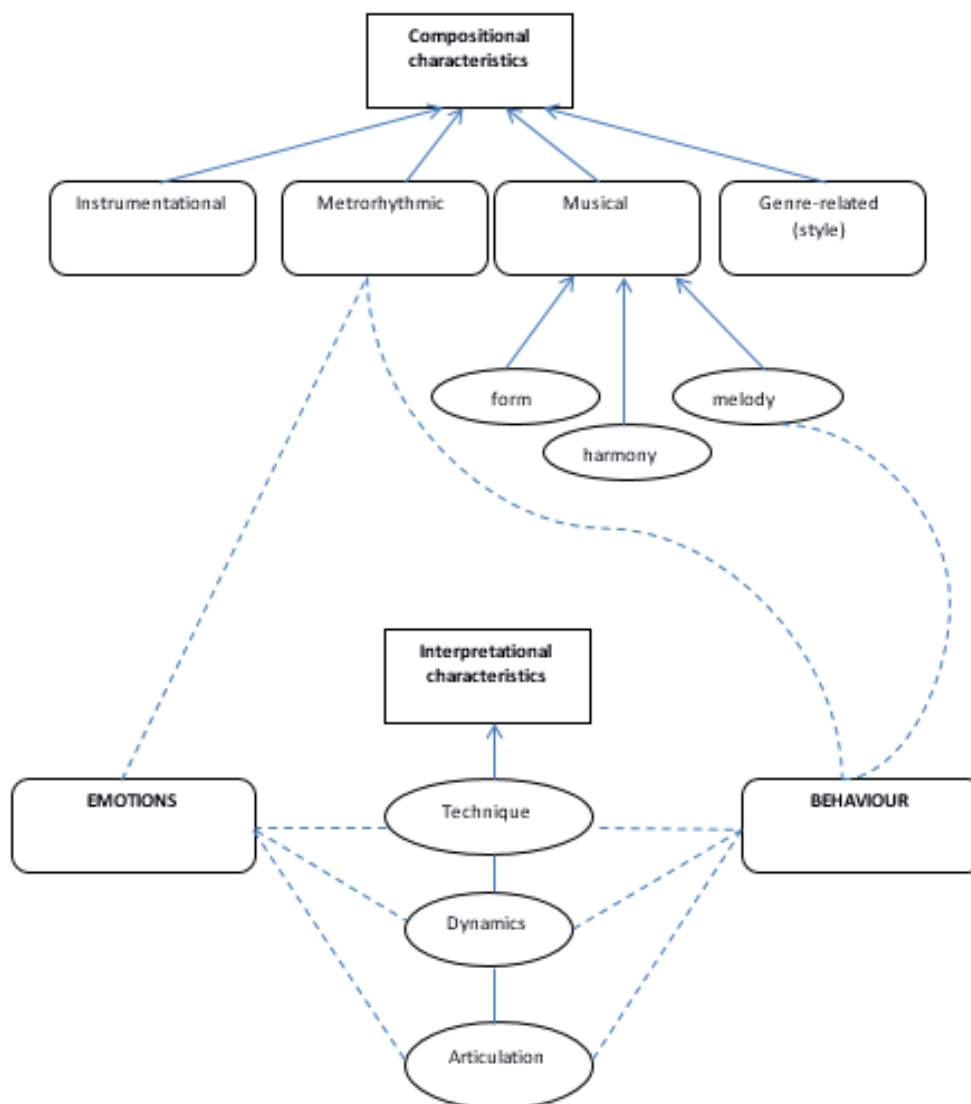 Compositional
characteristics
Instrumentational
Metrorhythmic
Musical
Genre-related
(style)
form
melody
harmony
Interpretational
characteristics
EMOTIONS
Technique
BEHAVIOUR
Dynamics
Articulation